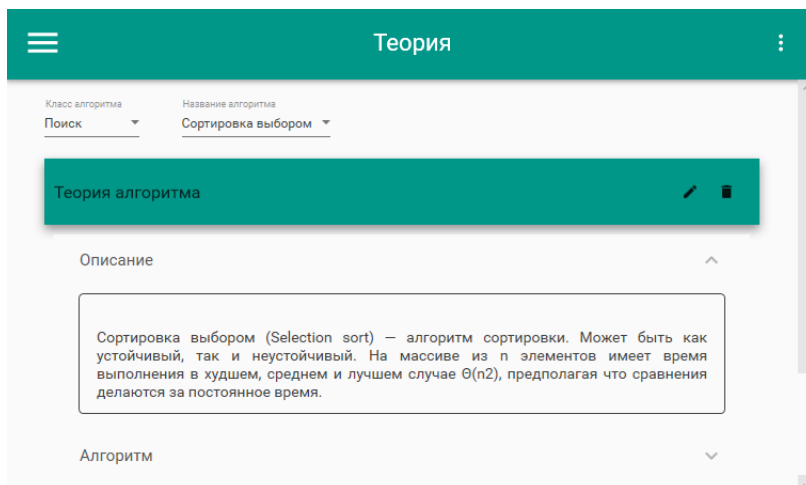 Теория
Класс алгоритма
Название алгоритма
Поиск
Сортировка выбором
Теория алгоритма
Описание
Сортировка выбором (Selection sort) — алгоритм сортировки. Может быть как
устойчивый, так и неустойчивый. На массиве из n элементов имеет время
выполнения в худшем, среднем и лучшем случае Θ(n2), предполагая что сравнения
делаются за постоянное время.
Алгоритм